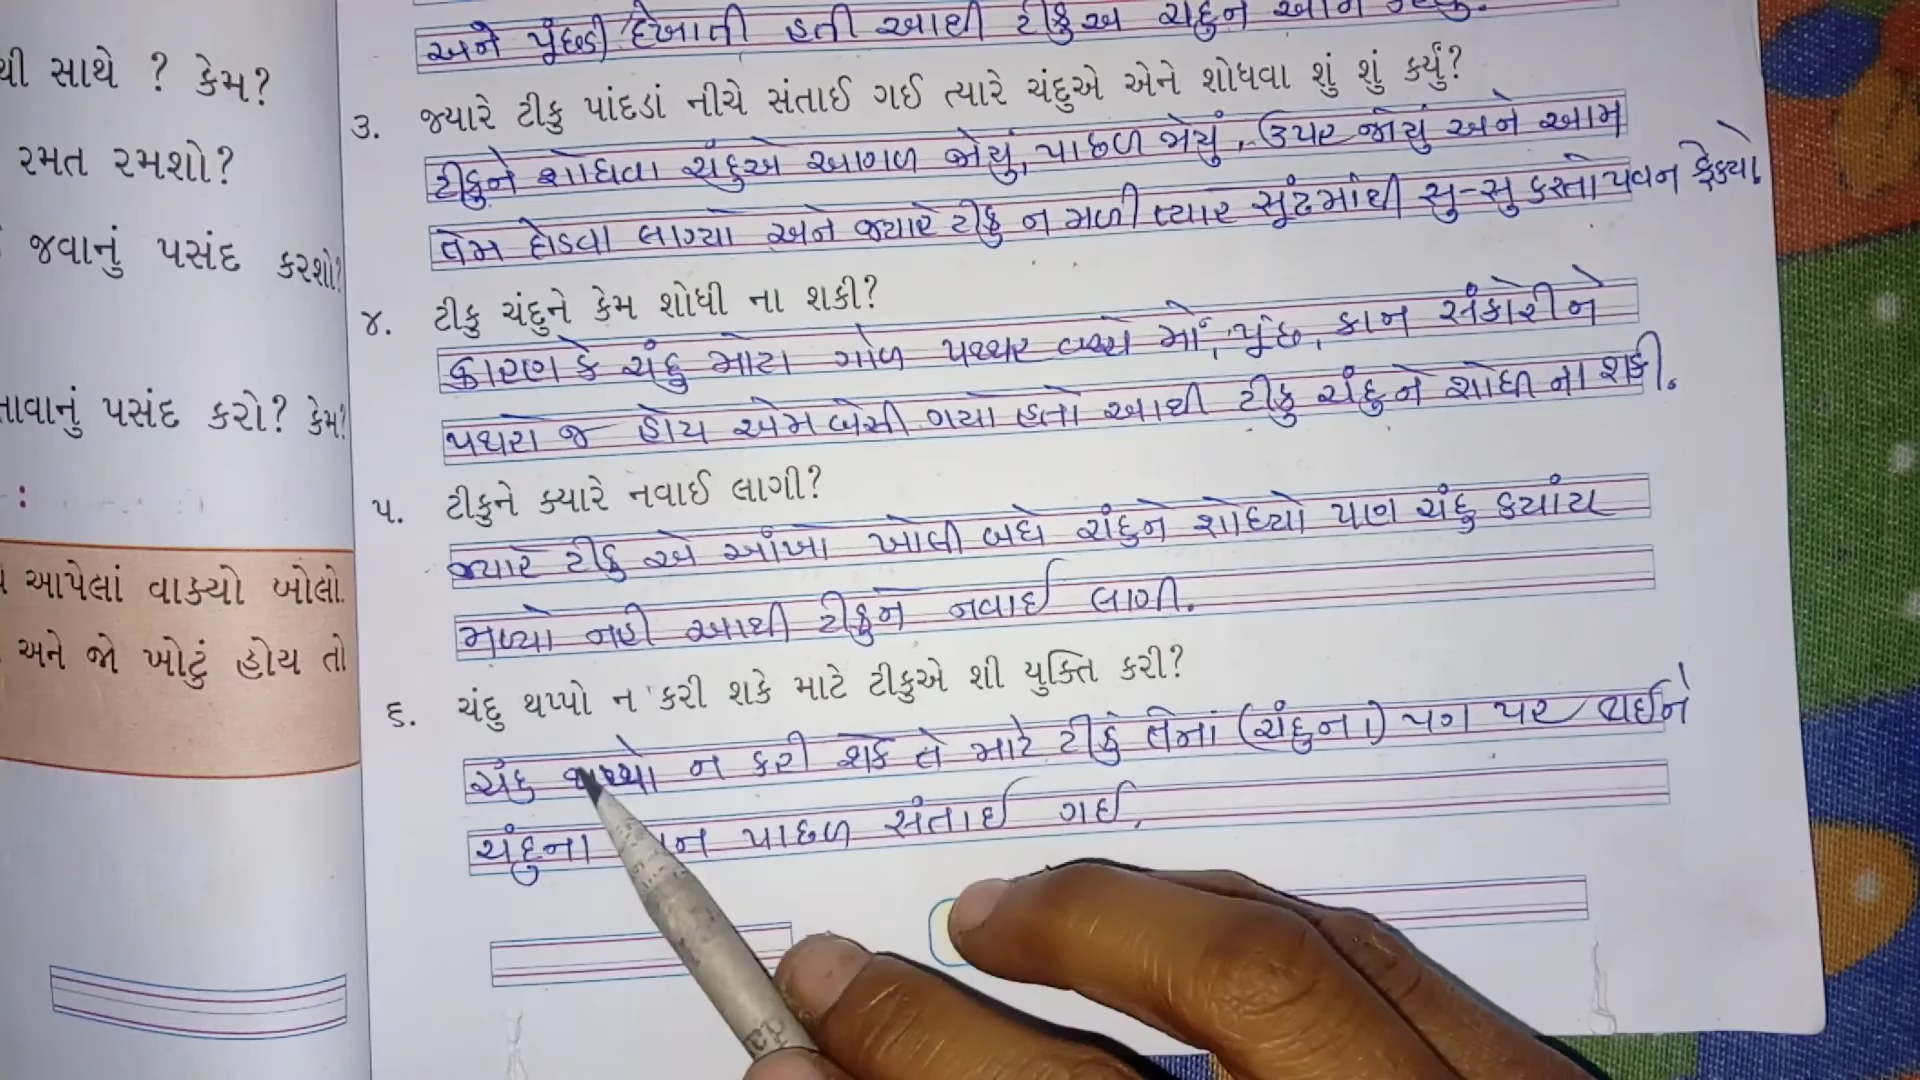 થી સાથે ? કેમ?
રમત રમશો?
જવાનું પસંદ કરશો?
તાવાનું પસંદ કરો? કેમ?
:
આપેલાં વાક્યો બોલો.
અને જો ખોટું હોય તો
અને પૂંછડી દેખાતી હતી આથી ટીકુએ ચંદુને
૩. જ્યારે ટીકુ પાંદડાં નીચે સંતાઈ ગઈ ત્યારે ચંદુએ એને શોધવા શું શું કર્યું?
ટીકુને શોધવા ચંદુએ આગળ જોયું, પાછળ જોયું, ઉપર જોયું અને આમ
તેમ દોડવા લાગ્યો અને જ્યારે ટીકુ ન મળી ત્યારે સૂંઢમાંથી સુ-સુ કરતો પવન ફેંક્યો.
૪. ટીકુ ચંદુને કેમ શોધી ના શકી?
કારણ કે ચંદુ મોટા ગોળ પથ્થર વચ્ચે મોં, પૂંછ, કાન સંકોરીને
પથરો જ હોય એમ બેસી ગયો હતો આથી ટીકુ ચંદુને શોધી ના શકી.
૫. ટીકુને ક્યારે નવાઈ લાગી?
જ્યારે ટીકુ એ આંખો ખોલી બધે ચંદુને શોધ્યો પણ ચંદુ કયાંય
મળ્યો નહી આથી ટીકુને નવાઈ લાગી.
૬. ચંદુ થપ્પો ન કરી શકે માટે ટીકુએ શી યુક્તિ કરી?
ચંદુ થપ્પો ન કરી શકે તે માટે ટીકુ તેનાં (ચંદુના) પગ પર થઈને
ચંદુના પાછળ સંતાઈ ગઈ.